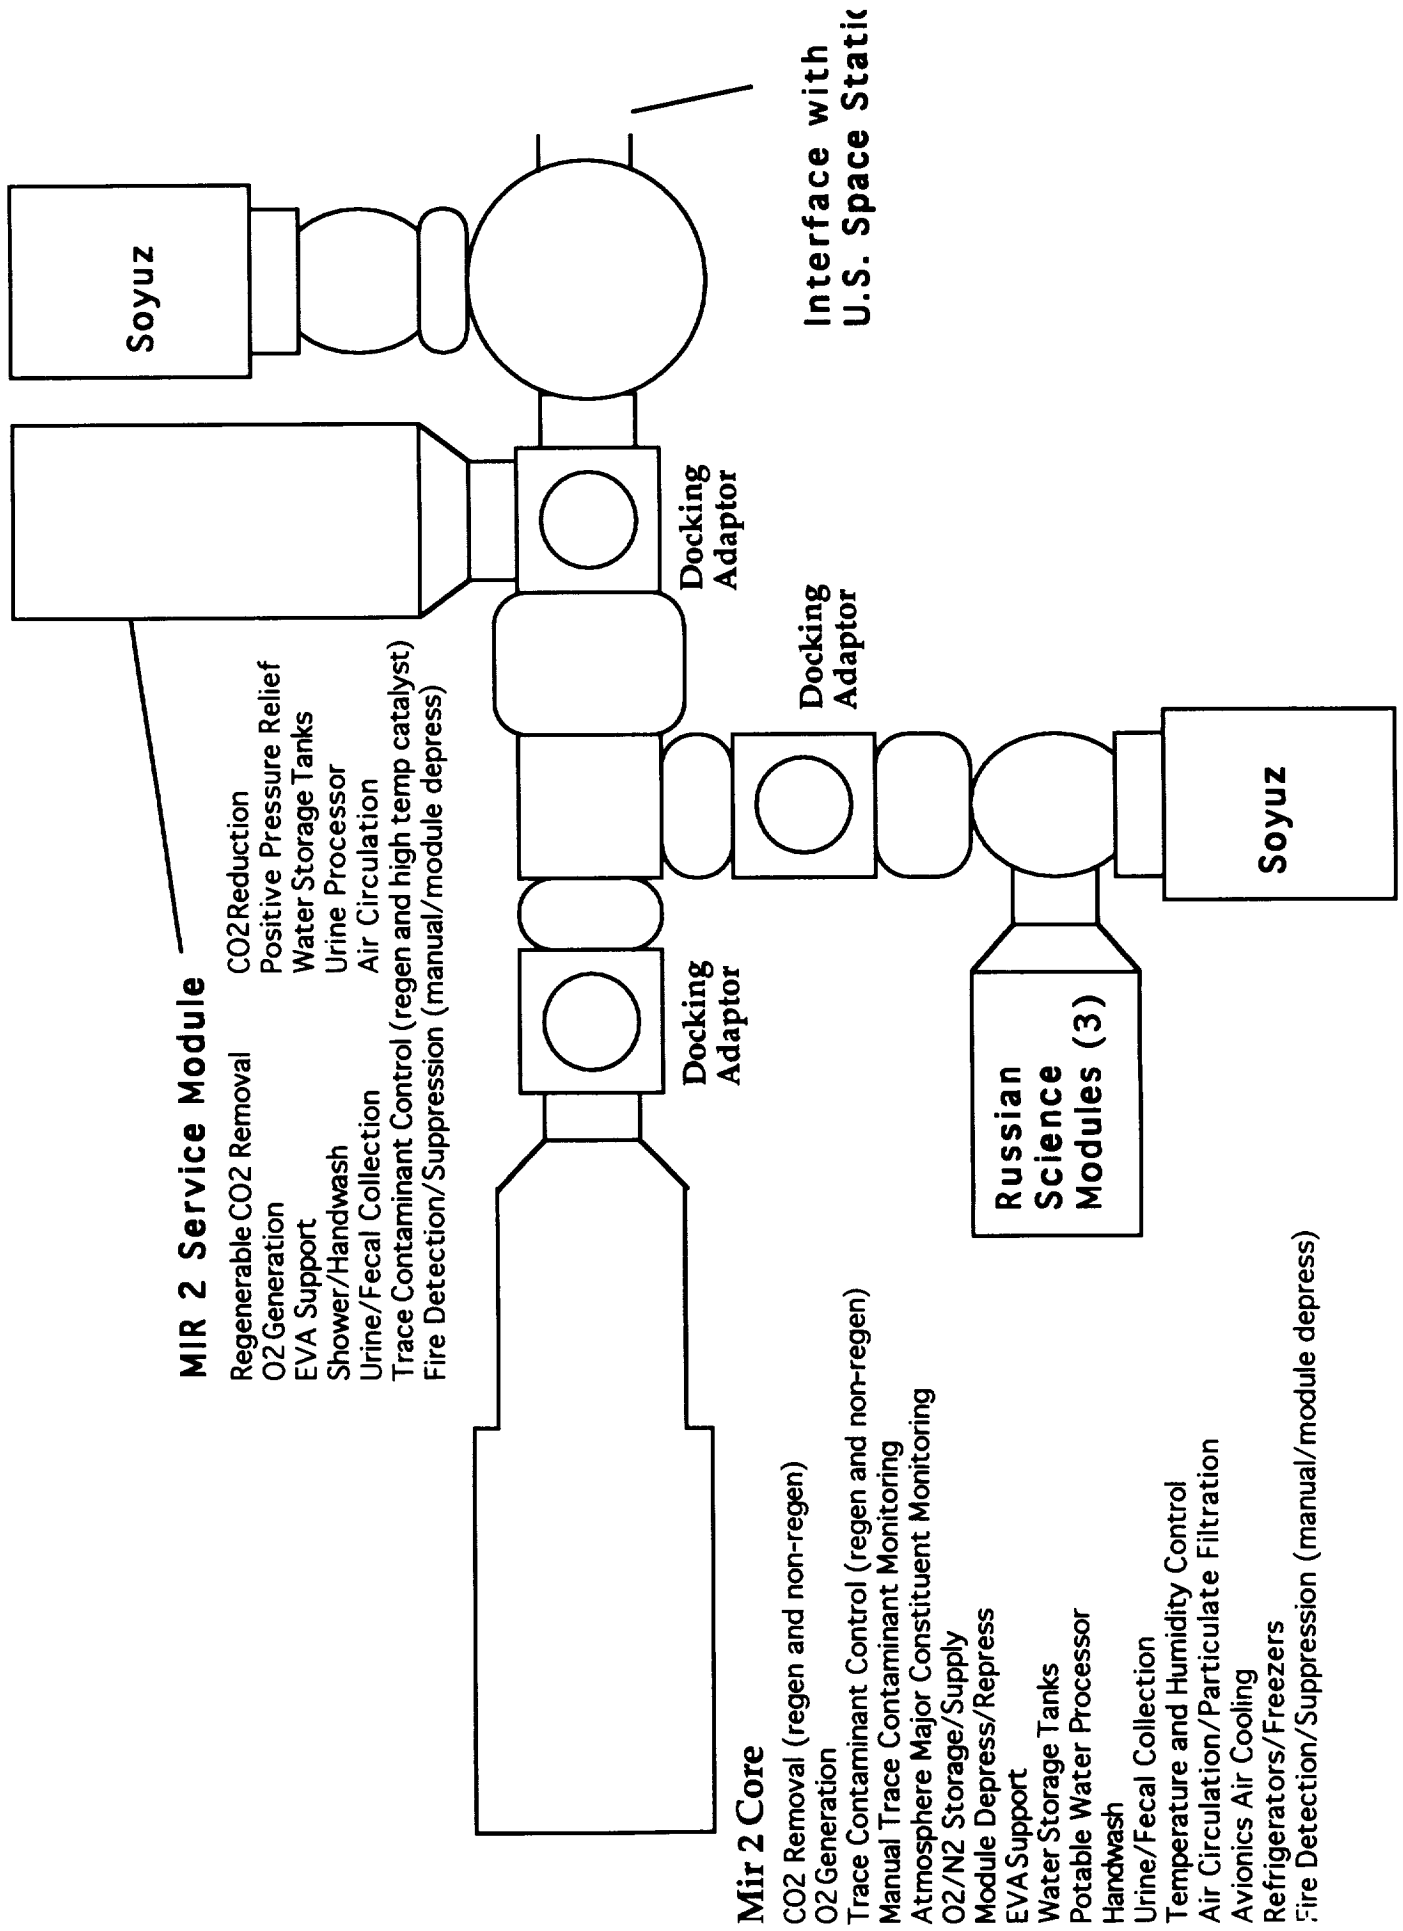 MIR 2 Service Module
Regenerable CO2 Removal
O2 Generation
EVA Support
Shower/Handwash
Urine/Fecal Collection
Trace Contaminant Control (regen and high temp catalyst)
Fire Detection/Suppression (manual/module depress)
CO2 Reduction
Positive Pressure Relief
Water Storage Tanks
Urine Processor
Air Circulation
Soyuz
Docking
Adaptor
Docking
Adaptor
Docking
Adaptor
Interface with
U.S. Space Static
Mir 2 Core
CO2 Removal (regen and non-regen)
O2 Generation
Trace Contaminant Control (regen and non-regen)
Manual Trace Contaminant Monitoring
Atmosphere Major Constituent Monitoring
O2/N2 Storage/Supply
Module Depress/Repress
EVA Support
Water Storage Tanks
Potable Water Processor
Handwash
Urine/Fecal Collection
Temperature and Humidity Control
Air Circulation/Particulate Filtration
Avionics Air Cooling
Refrigerators/Freezers
Fire Detection/Suppression (manual/module depress)
Russian
Science
Modules (3)
Soyuz